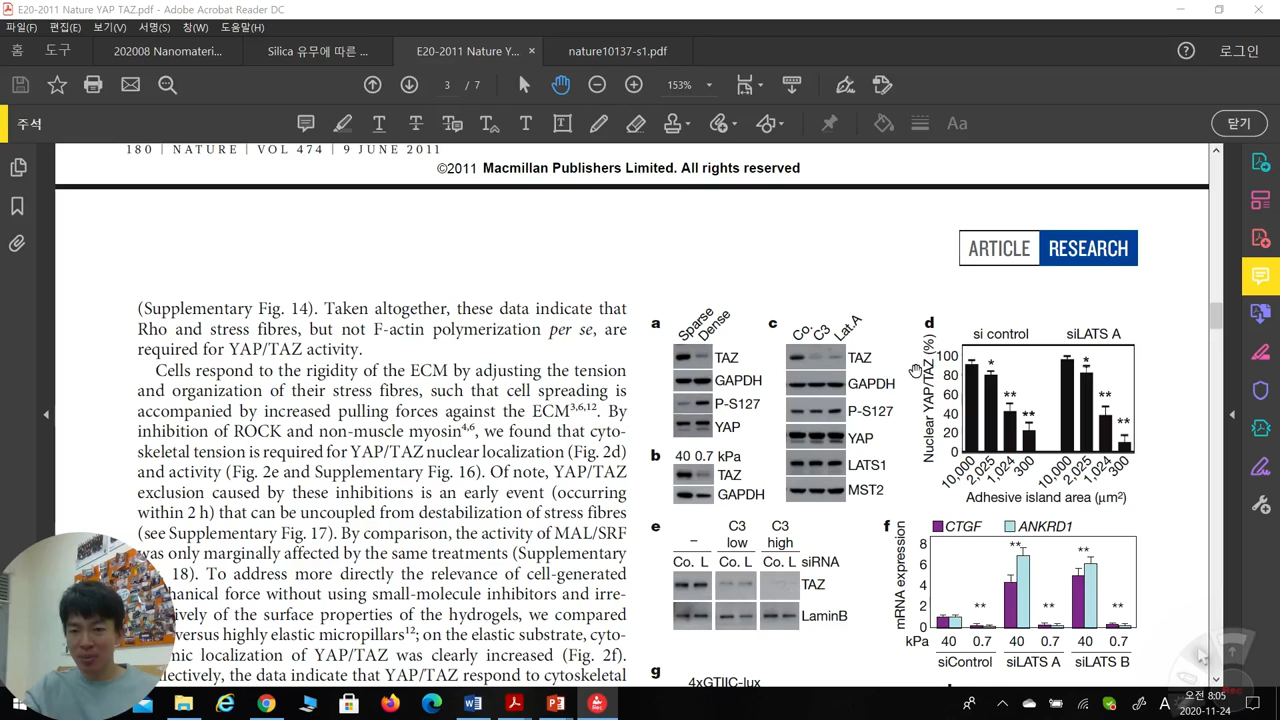 E20-2011 Nature YAP TAZ.pdf - Adobe Acrobat Reader DC
파일(F) 편집(E) 보기(V) 서명(S) 창(W) 도움말(H)
홈 도구 202008 Nanomateri... Silica 유무에 따른 ... E20-2011 Nature Y... × nature10137-s1.pdf 로그인
3 / 7 153%
주석 Aa 닫기
180 | NATURE | VOL 474 | 9 JUNE 2011
©2011 Macmillan Publishers Limited. All rights reserved
ARTICLE RESEARCH
(Supplementary Fig. 14). Taken altogether, these data indicate that
Rho and stress fibres, but not F-actin polymerization per se, are
required for YAP/TAZ activity.
Cells respond to the rigidity of the ECM by adjusting the tension
and organization of their stress fibres, such that cell spreading is
accompanied by increased pulling forces against the ECM3,6,12. By
inhibition of ROCK and non-muscle myosin4,6, we found that cyto-
skeletal tension is required for YAP/TAZ nuclear localization (Fig. 2d)
and activity (Fig. 2e and Supplementary Fig. 16). Of note, YAP/TAZ
exclusion caused by these inhibitions is an early event (occurring
within 2 h) that can be uncoupled from destabilization of stress fibres
(see Supplementary Fig. 17). By comparison, the activity of MAL/SRF
was only marginally affected by the same treatments (Supplementary
18). To address more directly the relevance of cell-generated
hanical force without using small-molecule inhibitors and irre-
tively of the surface properties of the hydrogels, we compared
versus highly elastic micropillars12; on the elastic substrate, cyto-
mic localization of YAP/TAZ was clearly increased (Fig. 2f).
llectively, the data indicate that YAP/TAZ respond to cytoskeletal
a
Sparse Dense
TAZ
GAPDH
P-S127
YAP
b 40 0.7 kPa
TAZ
GAPDH
c
Co. C3 Lat.A
TAZ
GAPDH
P-S127
YAP
LATS1
MST2
d
si control siLATS A
Nuclear YAP/TAZ (%)
100
80
60
40
20
0
* ** ** * ** **
10,000 2,025 1,024 300 10,000 2,025 1,024 300
Adhesive island area (μm2)
e
– C3 low C3 high
Co. L Co. L Co. L siRNA
TAZ
LaminB
f CTGF ANKRD1
mRNA expression
8
6
4
2
0
** ** ** ** **
kPa 40 0.7 40 0.7 40 0.7
siControl siLATS A siLATS B
g
4xGTIIC-lux
Rec
A 오전 8:05
2020-11-24